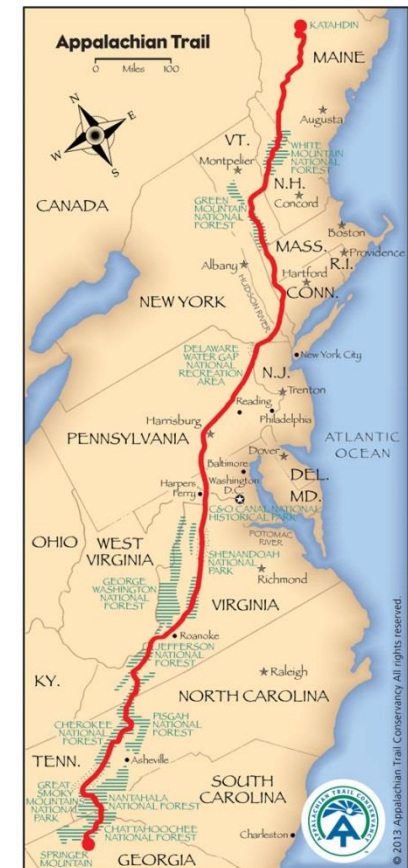 Appalachian Trail
0 Miles 100
N
E
S
W
KATAHDIN
MAINE
Augusta
VT.
Montpelier
WHITE
MOUNTAIN
NATIONAL
FOREST
N.H.
Concord
GREEN
MOUNTAIN
NATIONAL
FOREST
CANADA
MASS.
Boston
Providence
R.I.
Albany
Hartford
CONN.
HUDSON RIVER
NEW YORK
DELAWARE
WATER GAP
NATIONAL
RECREATION
AREA
New York City
N.J.
Trenton
Reading
Philadelphia
Harrisburg
PENNSYLVANIA
ATLANTIC
OCEAN
Dover
Baltimore
DEL.
MD.
Washington
D.C.
Harpers
Ferry
C&O CANAL NATIONAL
HISTORICAL PARK
POTOMAC
RIVER
OHIO
WEST
VIRGINIA
SHENANDOAH
NATIONAL
PARK
GEORGE
WASHINGTON
NATIONAL
FOREST
Richmond
VIRGINIA
Roanoke
JEFFERSON
NATIONAL
FOREST
KY.
Raleigh
NORTH CAROLINA
CHEROKEE
NATIONAL
FOREST
PISGAH
NATIONAL
FOREST
TENN.
Asheville
GREAT
SMOKY
MOUNTAIN
NATIONAL
PARK
NANTAHALA
NATIONAL FOREST
SOUTH
CAROLINA
CHATTAHOOCHEE
NATIONAL FOREST
SPRINGER
MOUNTAIN
GEORGIA
Charleston
APPALACHIAN TRAIL CONSERVANCY
© 2013 Appalachian Trail Conservancy All rights reserved.